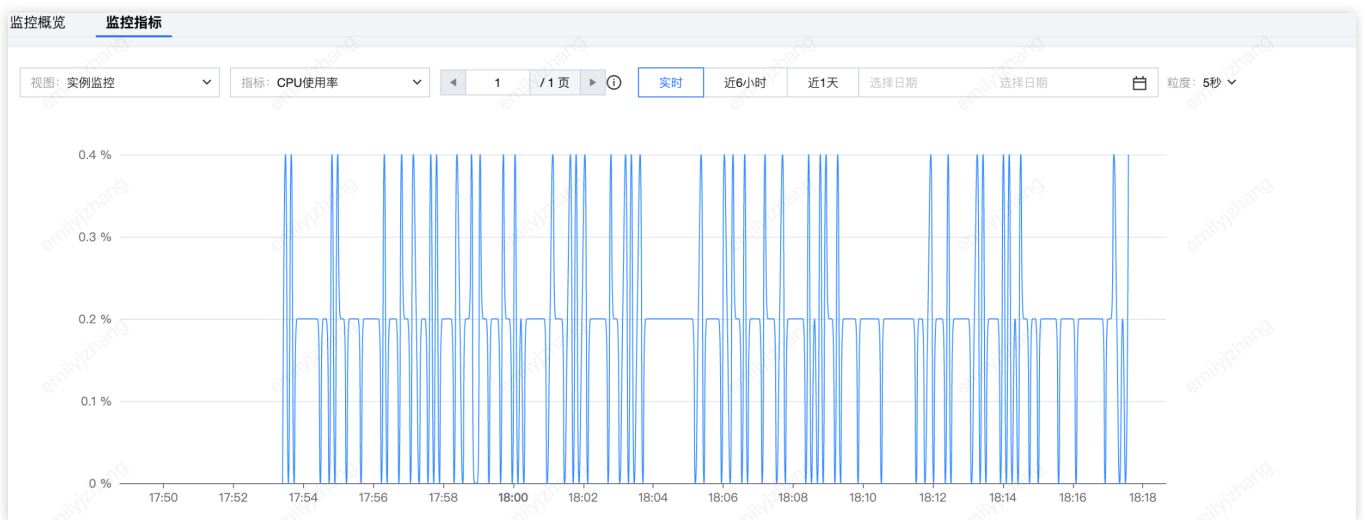 监控概览 监控指标
视图: 实例监控 指标: CPU使用率 1 / 1 页 实时 近6小时 近1天 选择日期 选择日期 粒度: 5秒
0.4 %
0.3 %
0.2 %
0.1 %
0 %
17:50 17:52 17:54 17:56 17:58 18:00 18:02 18:04 18:06 18:08 18:10 18:12 18:14 18:16 18:18
emilyjzhang